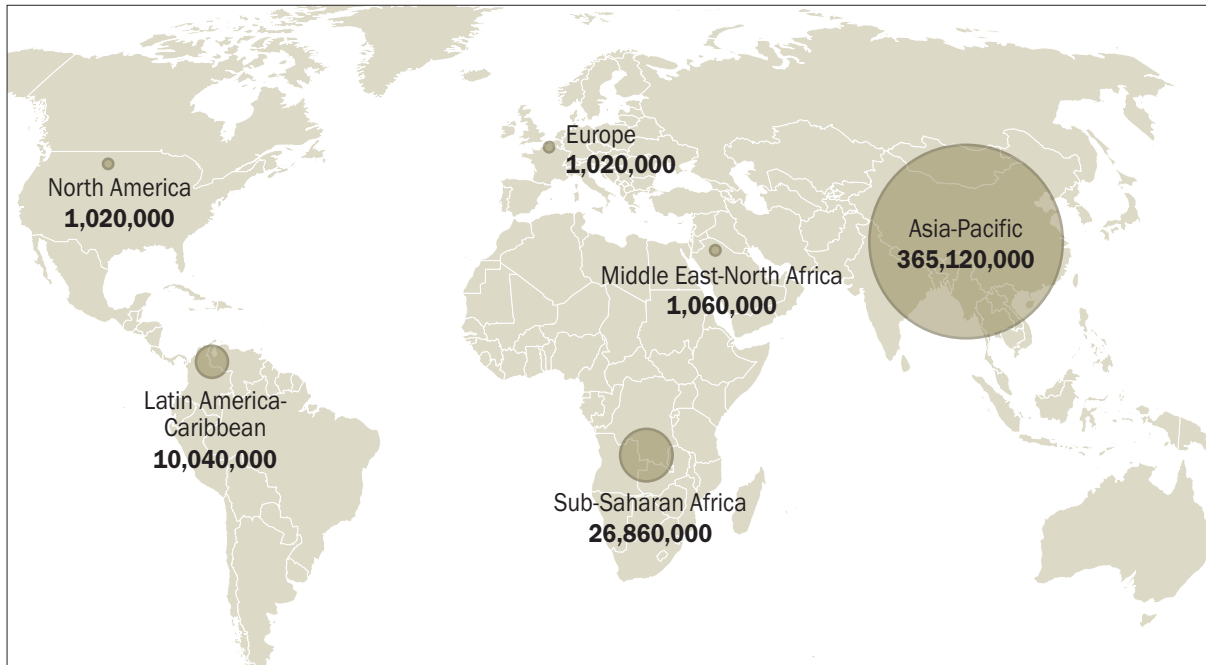 Europe
1,020,000
North America
1,020,000
Asia-Pacific
365,120,000
Middle East-North Africa
1,060,000
Latin America-
Caribbean
10,040,000
Sub-Saharan Africa
26,860,000